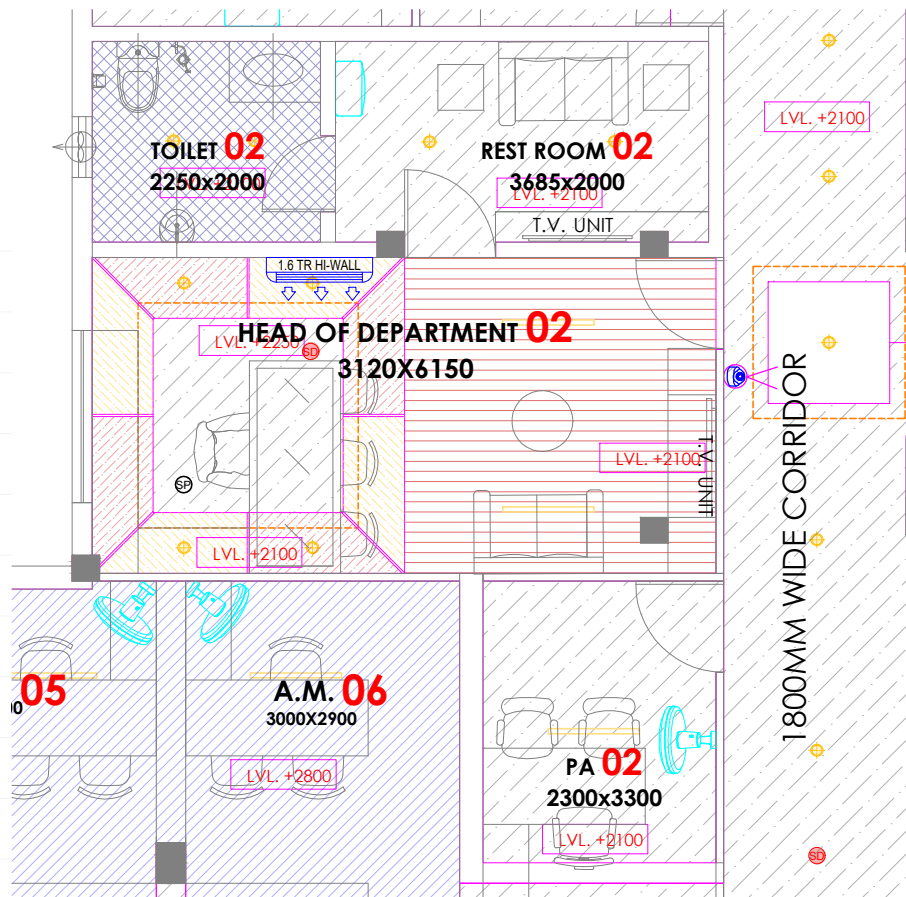 LVL. +2100
TOILET 02
2250x2000
REST ROOM 02
3685x2000
LVL. +2100
T.V. UNIT
1.6 TR HI-WALL
HEAD OF DEPARTMENT 02
LVL. +2250
SD
3120X6150
LVL. +2100
T.V. UNIT
SP
LVL. +2100
1800MM WIDE CORRIDOR
05
A.M. 06
3000X2900
LVL. +2800
PA 02
2300x3300
LVL. +2100
SD